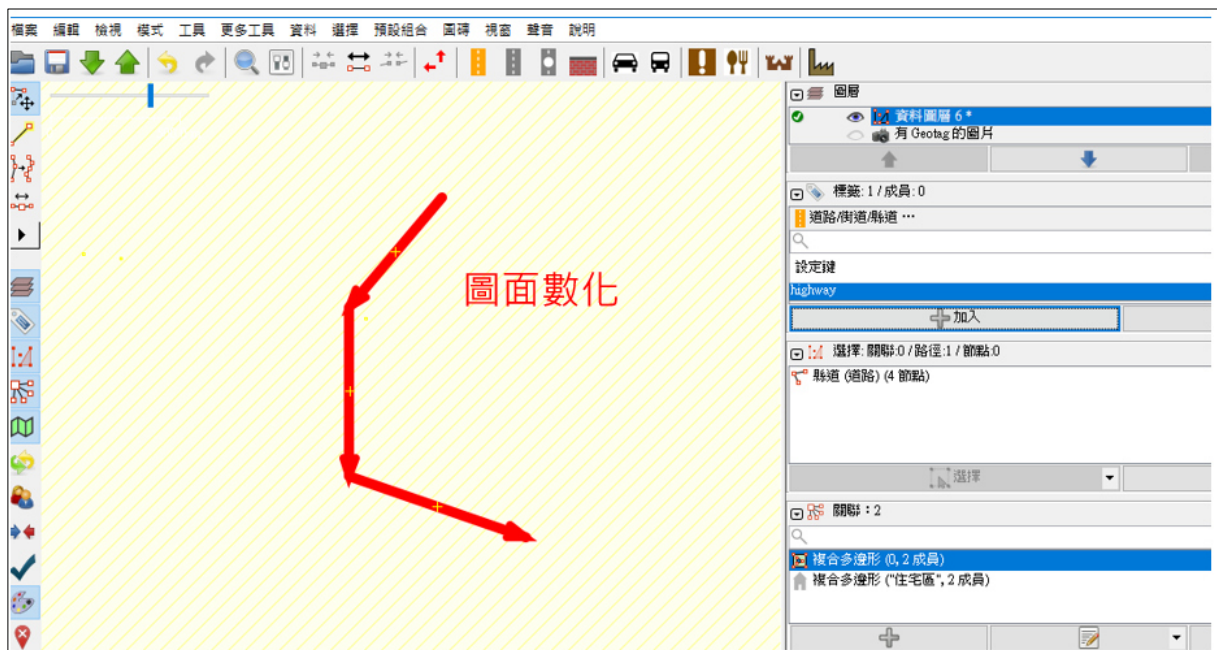 檔案 編輯 檢視 模式 工具 更多工具 資料 選擇 預設組合 圖磚 視窗 聲音 說明
圖層
資料圖層 6 *
有 Geotag 的圖片
標籤: 1 / 成員: 0
道路/街道/縣道 …
設定鍵
highway
加入
選擇: 關聯:0 / 路徑:1 / 節點:0
縣道 (道路) (4 節點)
選擇
關聯：2
複合多邊形 (0, 2 成員)
複合多邊形 ("住宅區", 2 成員)
圖面數化